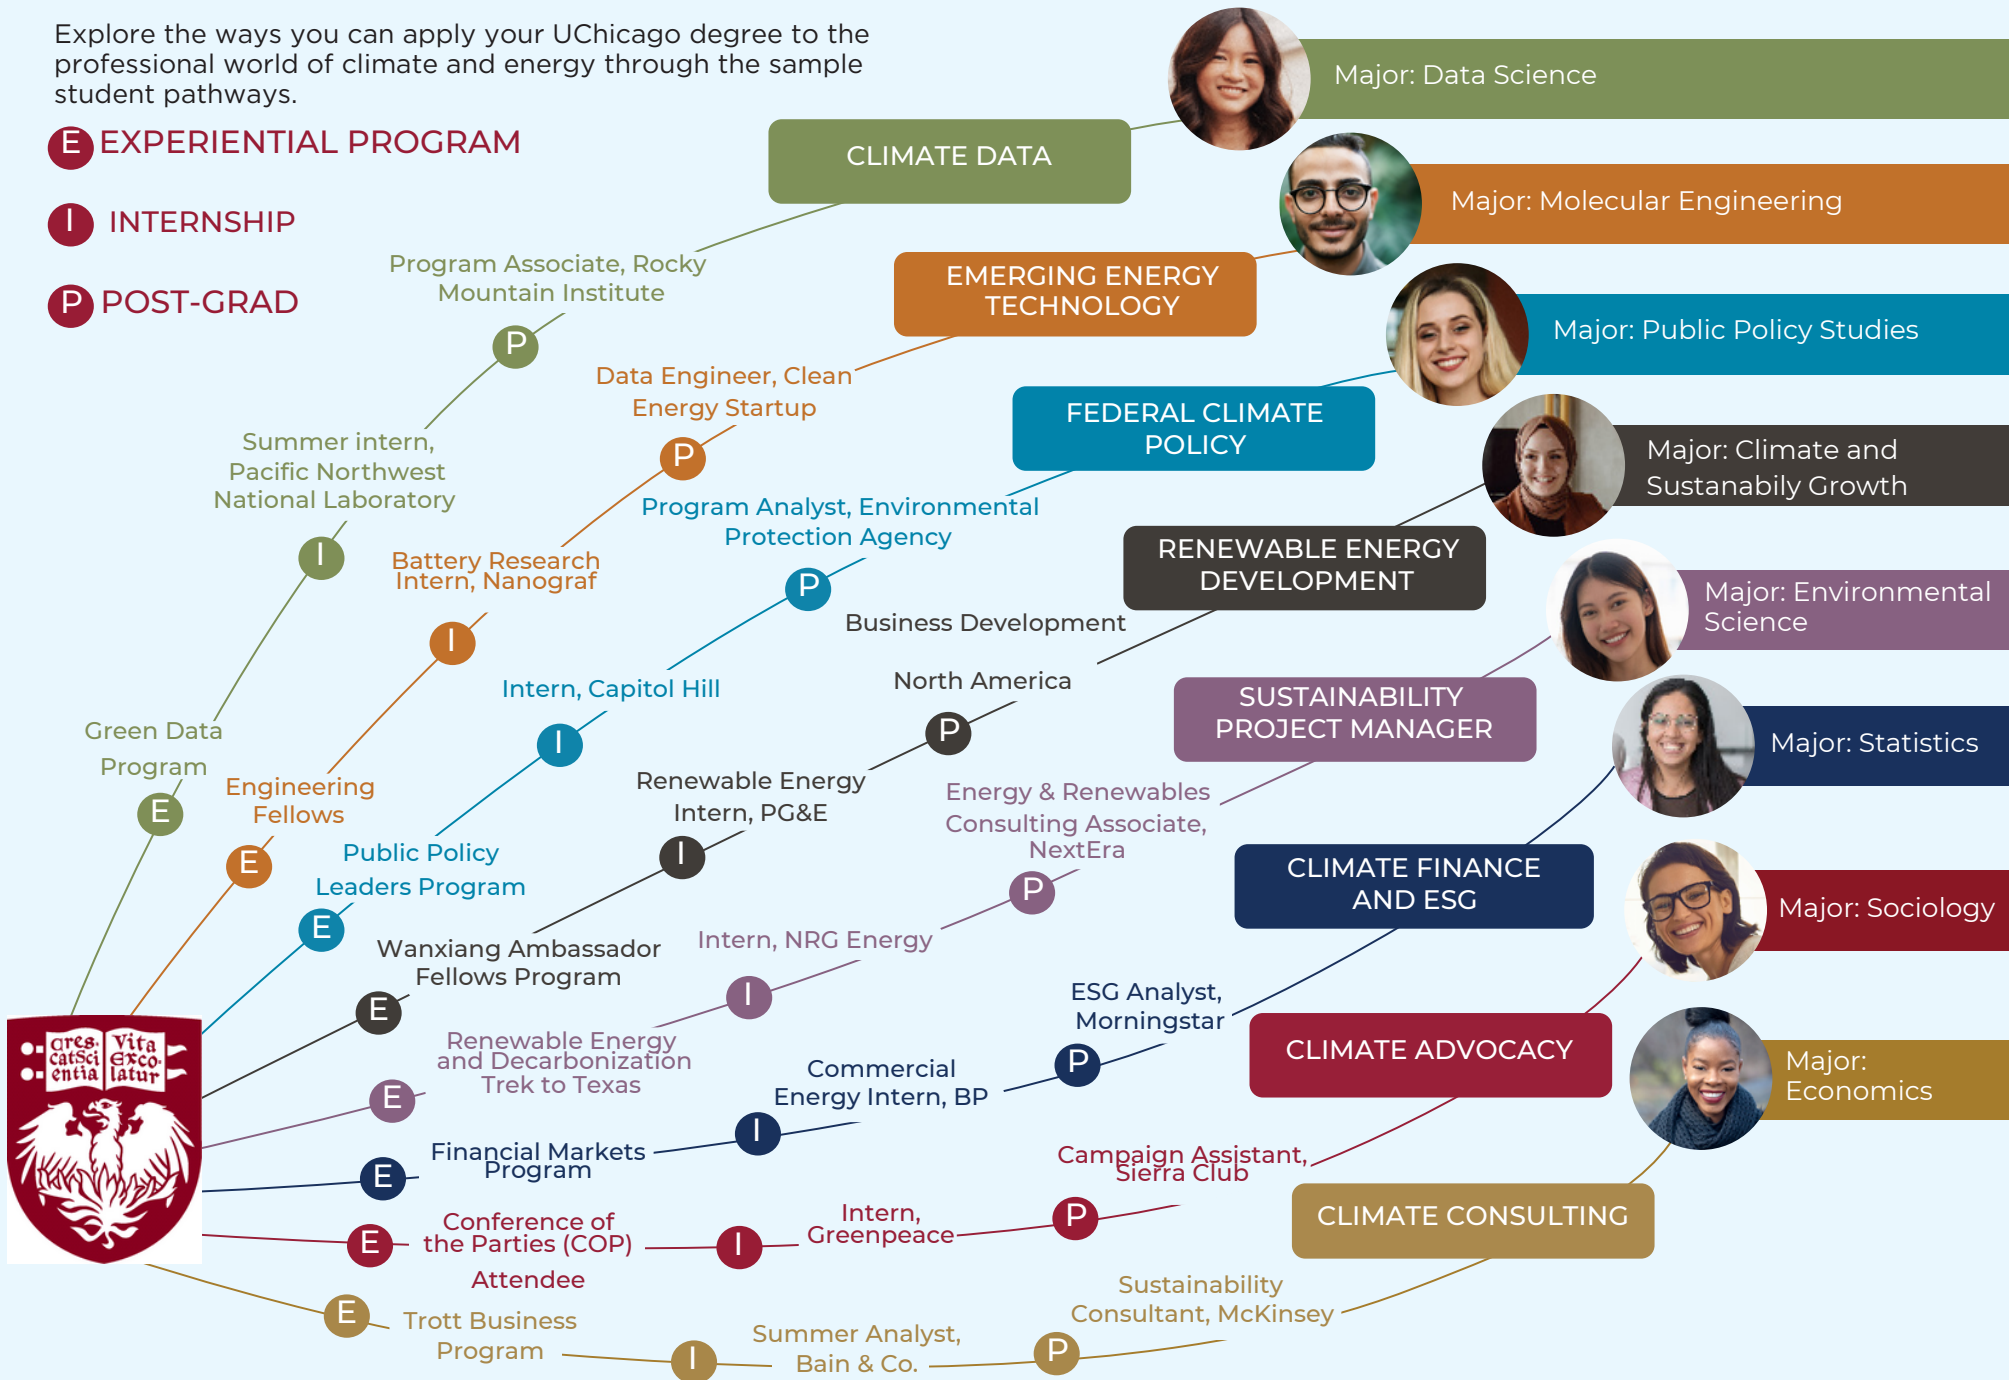 Explore the ways you can apply your UChicago degree to the
professional world of climate and energy through the sample
student pathways.
E EXPERIENTIAL PROGRAM
I INTERNSHIP
P POST-GRAD
Major: Data Science
CLIMATE DATA
Program Associate, Rocky
Mountain Institute
P
Summer intern,
Pacific Northwest
National Laboratory
I
Green Data
Program
E
Major: Molecular Engineering
EMERGING ENERGY
TECHNOLOGY
Data Engineer, Clean
Energy Startup
P
Battery Research
Intern, Nanograf
I
Engineering
Fellows
E
Major: Public Policy Studies
FEDERAL CLIMATE
POLICY
Program Analyst, Environmental
Protection Agency
P
Intern, Capitol Hill
I
Public Policy
Leaders Program
E
Major: Climate and
Sustanabily Growth
RENEWABLE ENERGY
DEVELOPMENT
Business Development
North America
P
Renewable Energy
Intern, PG&E
I
Wanxiang Ambassador
Fellows Program
E
Major: Environmental
Science
SUSTAINABILITY
PROJECT MANAGER
Energy & Renewables
Consulting Associate,
NextEra
P
Intern, NRG Energy
I
Renewable Energy
and Decarbonization
Trek to Texas
E
Major: Statistics
CLIMATE FINANCE
AND ESG
ESG Analyst,
Morningstar
P
Commercial
Energy Intern, BP
I
Financial Markets
Program
E
Major: Sociology
CLIMATE ADVOCACY
Campaign Assistant,
Sierra Club
P
Intern,
Greenpeace
I
Conference of
the Parties (COP)
Attendee
E
Major:
Economics
CLIMATE CONSULTING
Sustainability
Consultant, McKinsey
P
Summer Analyst,
Bain & Co.
I
Trott Business
Program
E
Cres.
catSci
entia
Vita
Exco-
latur